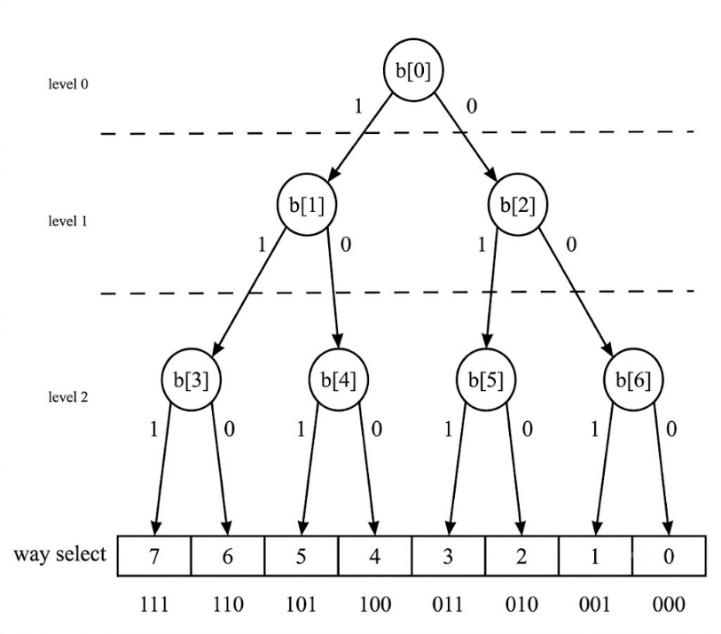 b[0]
level 0
1 0
b[1] b[2]
level 1
1 0 1 0
b[3] b[4] b[5] b[6]
level 2
1 0 1 0 1 0 1 0
way select 7 6 5 4 3 2 1 0
111 110 101 100 011 010 001 000